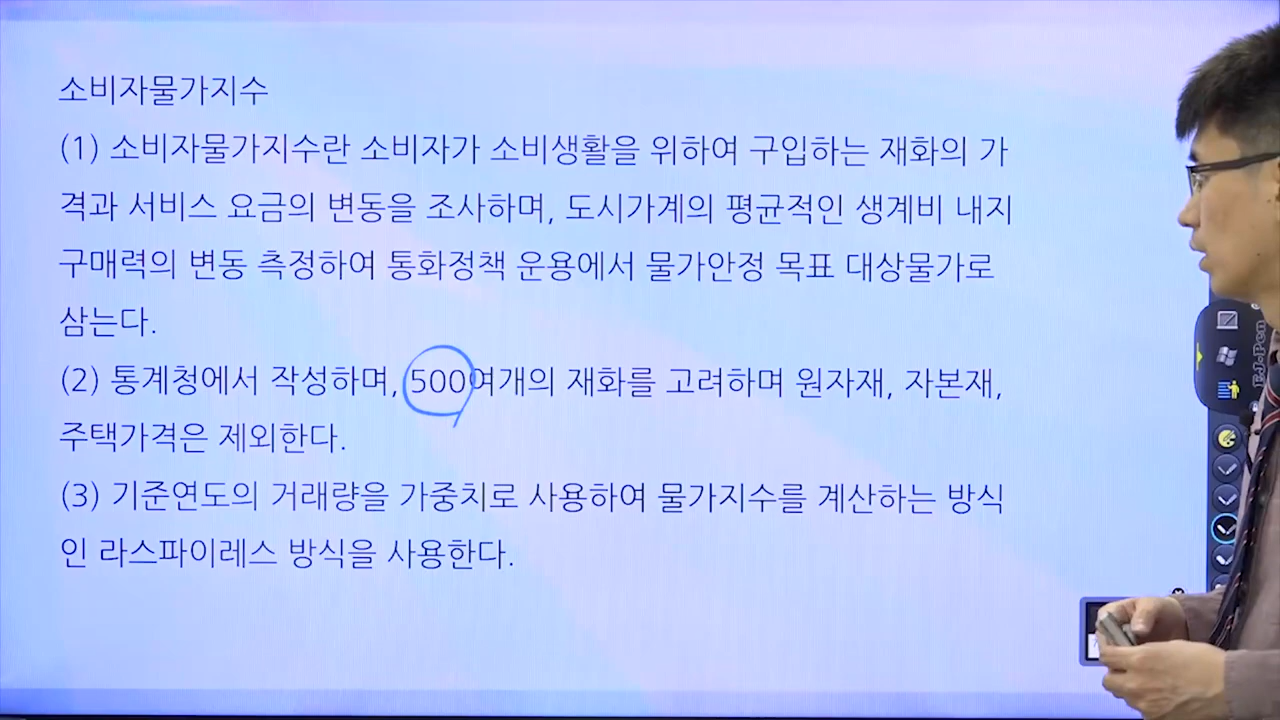 소비자물가지수
(1) 소비자물가지수란 소비자가 소비생활을 위하여 구입하는 재화의 가
격과 서비스 요금의 변동을 조사하며, 도시가계의 평균적인 생계비 내지
구매력의 변동 측정하여 통화정책 운용에서 물가안정 목표 대상물가로
삼는다.
(2) 통계청에서 작성하며, 500여개의 재화를 고려하며 원자재, 자본재,
주택가격은 제외한다.
(3) 기준연도의 거래량을 가중치로 사용하여 물가지수를 계산하는 방식
인 라스파이레스 방식을 사용한다.
EJ-Pen